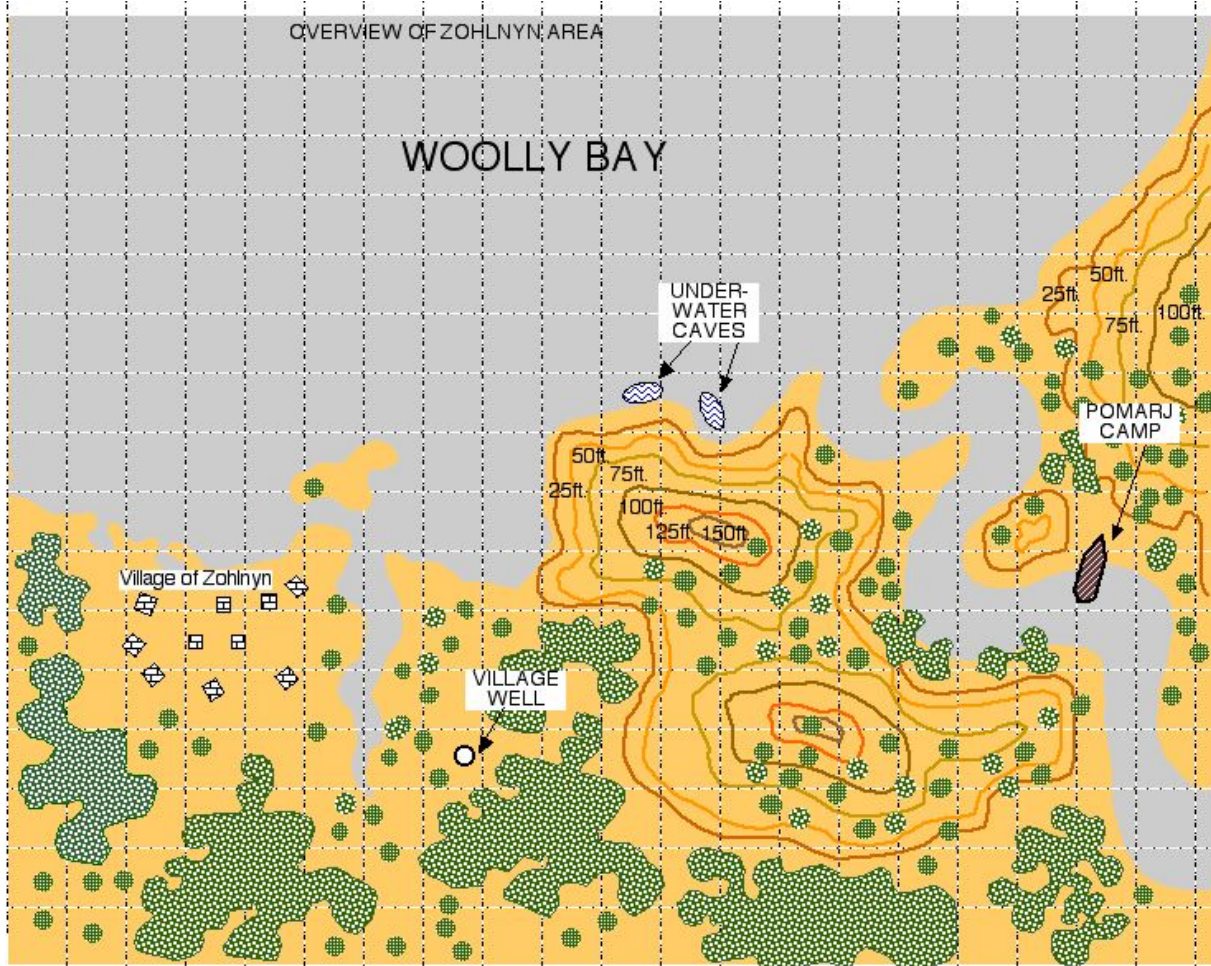 OVERVIEW OF ZOHLNYN AREA
WOOLLY BAY
UNDER-
WATER
CAVES
50ft.
25ft.
100ft.
75ft.
POMARJ
CAMP
50ft.
75ft.
25ft.
100ft.
125ft.
150ft.
Village of Zohlnyn
VILLAGE
WELL